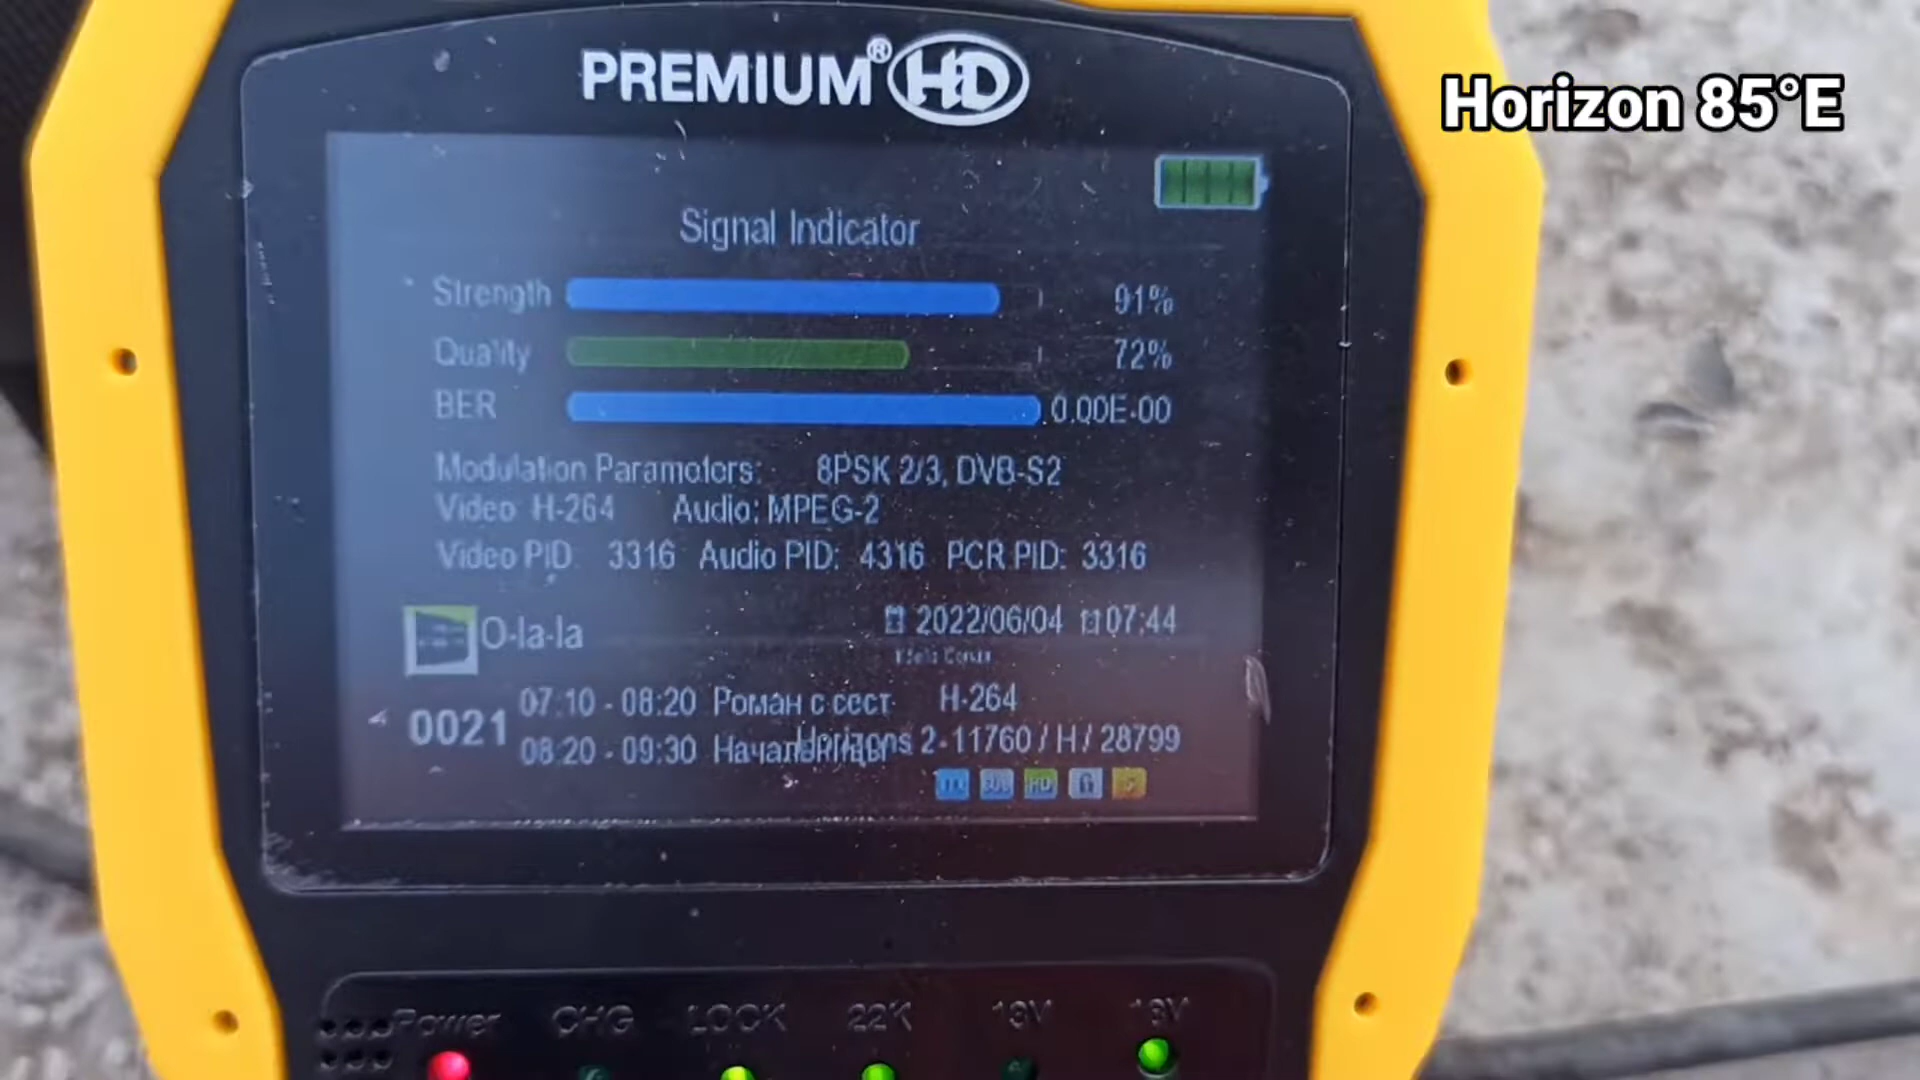 PREMIUM® HD
Horizon 85°E
Signal Indicator
Strength 91%
Quality 72%
BER 0.00E-00
Modulation Parameters: 8PSK 2/3, DVB-S2
Video H-264 Audio: MPEG-2
Video PID: 3316 Audio PID: 4316 PCR PID: 3316
O-la-la 2022/06/04 07:44
07:10 - 08:20 Роман с сест H-264
0021
08:20 - 09:30 Horizons 2-11760 / H / 28799
HD
Power CHG LOCK 22K 13V 18V